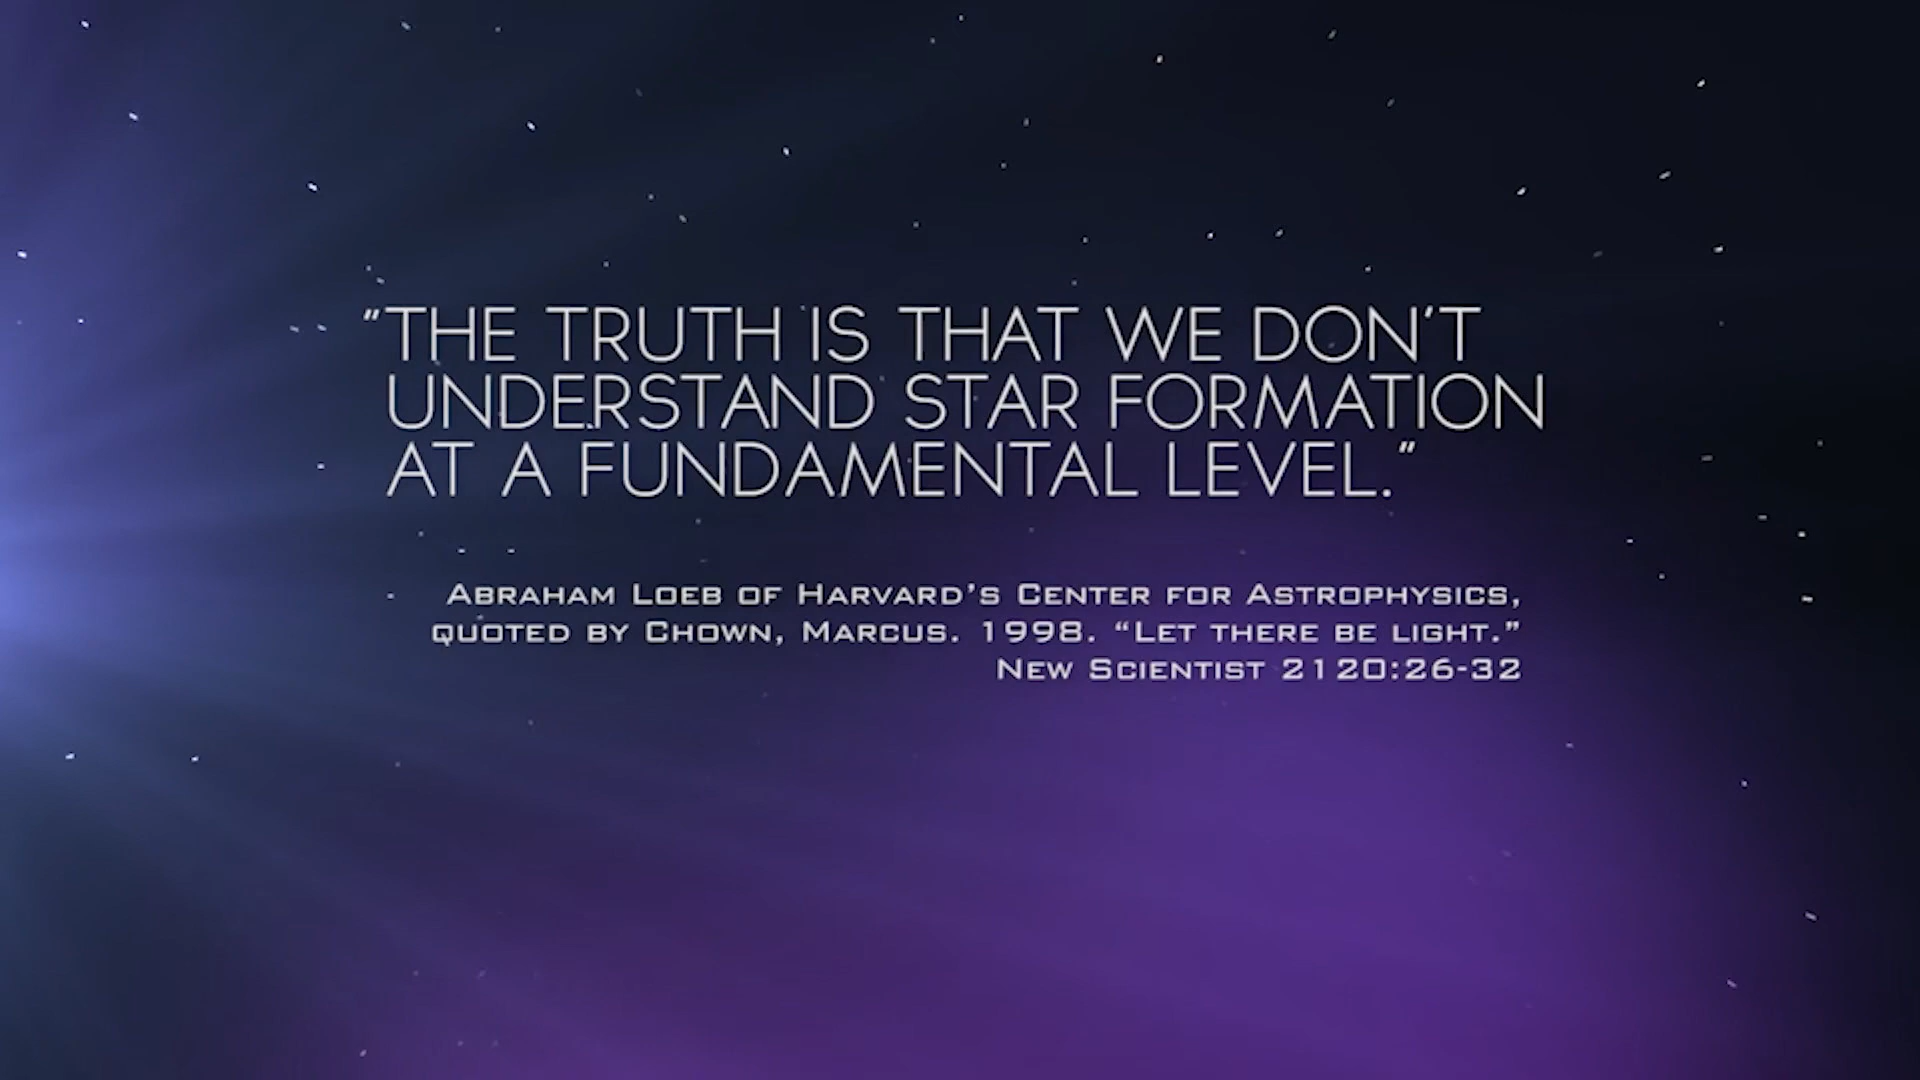 "THE TRUTH IS THAT WE DON'T
UNDERSTAND STAR FORMATION
AT A FUNDAMENTAL LEVEL."
Abraham Loeb of Harvard's Center for Astrophysics,
quoted by Chown, Marcus. 1998. “Let there be light.”
New Scientist 2120:26-32